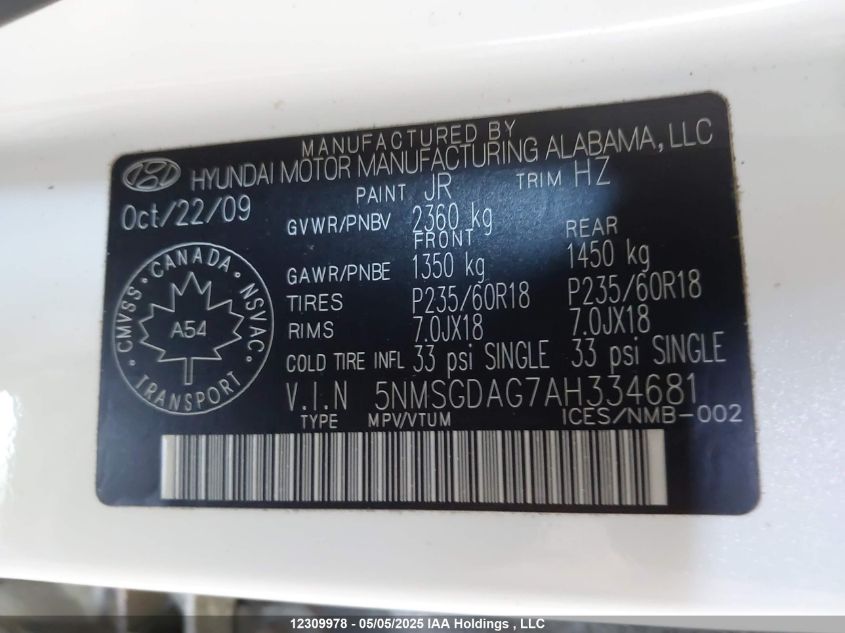 MANUFACTURED BY
HYUNDAI MOTOR MANUFACTURING ALABAMA, LLC
Oct/22/09 PAINT JR TRIM HZ
GVWR/PNBV 2360 kg
FRONT REAR
GAWR/PNBE 1350 kg 1450 kg
TIRES P235/60R18 P235/60R18
RIMS 7.0JX18 7.0JX18
COLD TIRE INFL 33 psi SINGLE 33 psi SINGLE
V.I.N 5NMSGDAG7AH334681
TYPE MPV/VTUM ICES/NMB-002
CMVSS CANADA NSVAC
A54
TRANSPORT
12309978 - 05/05/2025 IAA Holdings , LLC